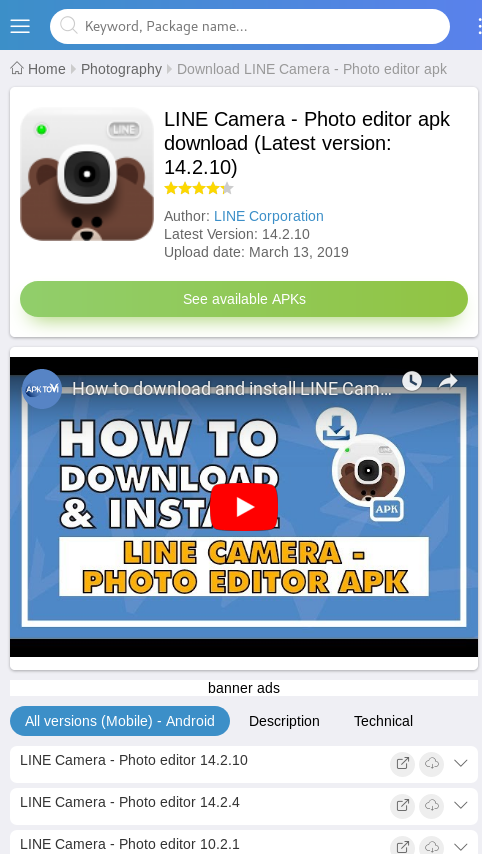 Keyword, Package name...
Home Photography Download LINE Camera - Photo editor apk
LINE
LINE Camera - Photo editor apk
download (Latest version:
14.2.10)
Author: LINE Corporation
Latest Version: 14.2.10
Upload date: March 13, 2019
See available APKs
APK TOVI
How to download and install LINE Cam...
HOW TO
DOWNLOAD
& INSTALL
APK
LINE CAMERA -
PHOTO EDITOR APK
banner ads
All versions (Mobile) - Android Description Technical
LINE Camera - Photo editor 14.2.10
LINE Camera - Photo editor 14.2.4
LINE Camera - Photo editor 10.2.1